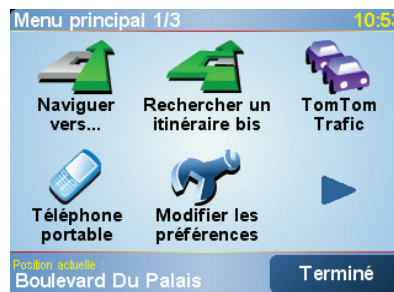 Menu principal 1/3 10:53
Naviguer
vers...
Rechercher un
itinéraire bis
TomTom
Trafic
Téléphone
portable
Modifier les
préférences
Position actuelle :
Boulevard Du Palais
Terminé